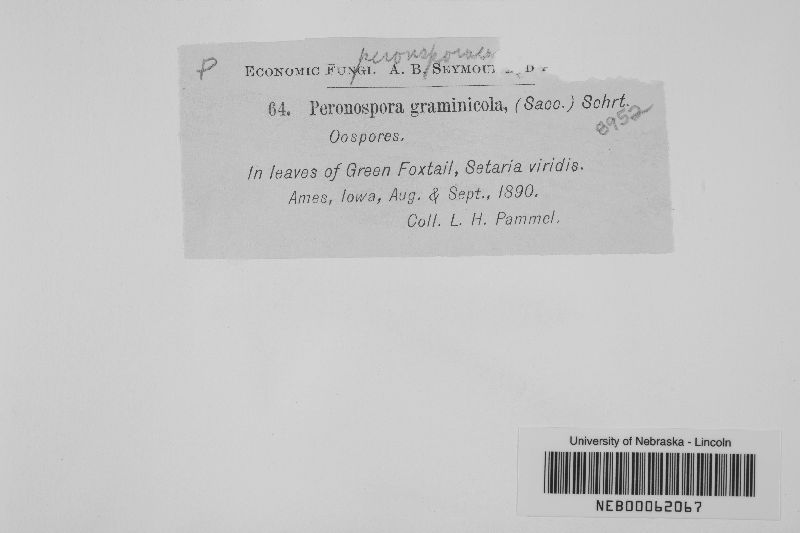 peronsporales
P
ECONOMIC FUNGI. A. B. SEYMOU
64. Peronospora graminicola, (Sacc.) Schrt.
8952
Oospores.
In leaves of Green Foxtail, Setaria viridis.
Ames, Iowa, Aug. & Sept., 1890.
Coll. L. H. Pammel.
University of Nebraska - Lincoln
NEB00062067